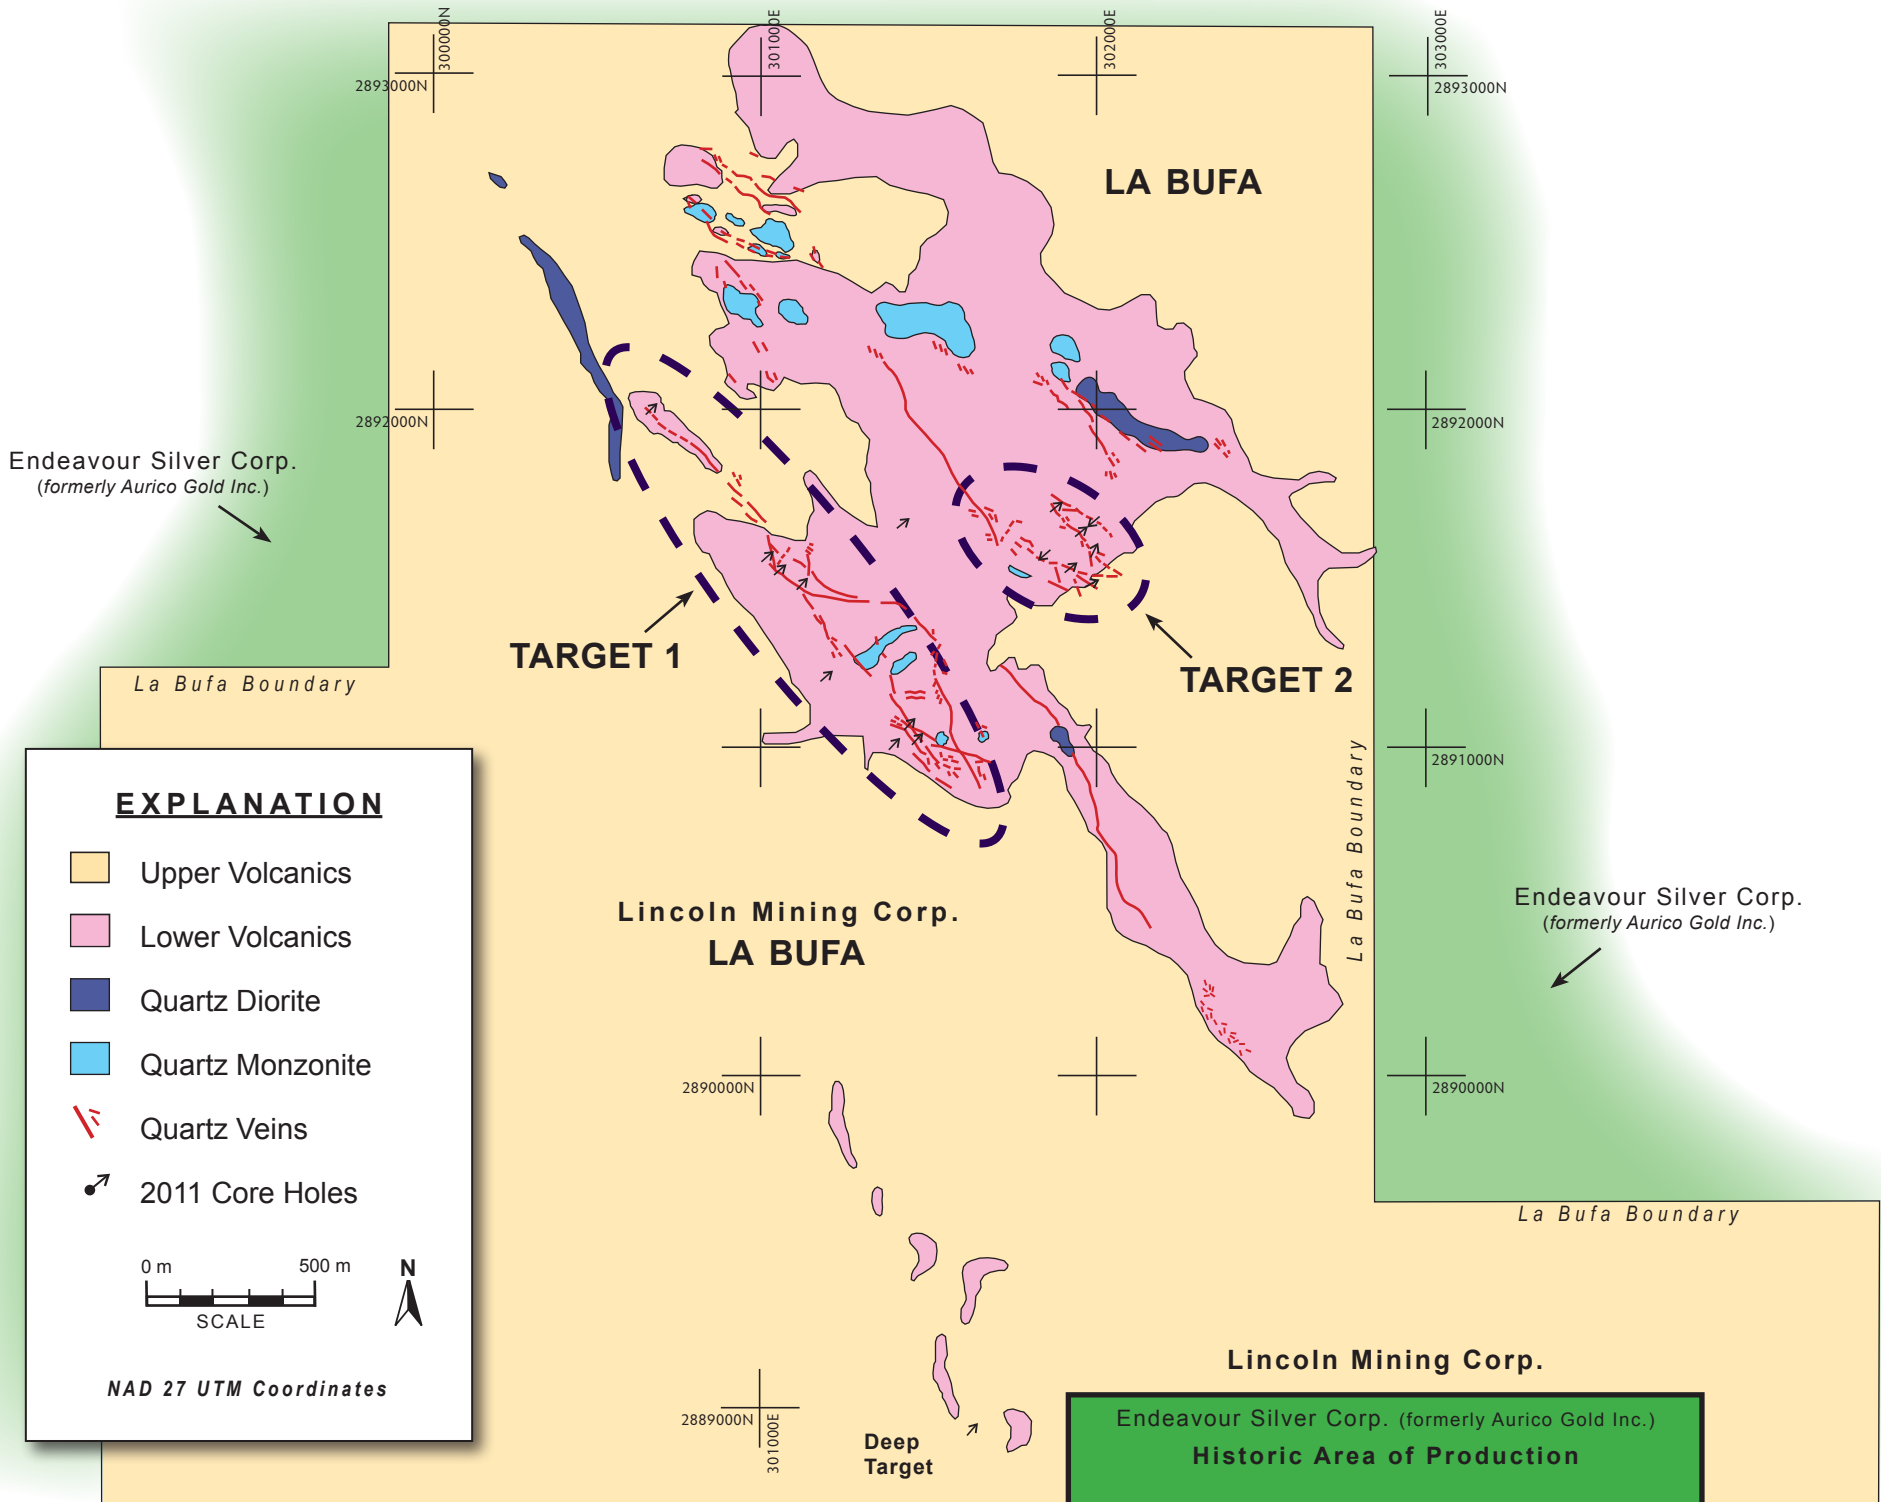 300000N
301000E
302000E
303000E
2893000N
2893000N
LA BUFA
2892000N
2892000N
Endeavour Silver Corp.
(formerly Aurico Gold Inc.)
TARGET 1
TARGET 2
La Bufa Boundary
2891000N
La Bufa Boundary
EXPLANATION
Upper Volcanics
Lower Volcanics
Quartz Diorite
Quartz Monzonite
Quartz Veins
2011 Core Holes
0 m 500 m
SCALE
N
NAD 27 UTM Coordinates
Lincoln Mining Corp.
LA BUFA
Endeavour Silver Corp.
(formerly Aurico Gold Inc.)
2890000N
2890000N
La Bufa Boundary
2889000N
30100E
Deep
Target
Lincoln Mining Corp.
Endeavour Silver Corp. (formerly Aurico Gold Inc.)
Historic Area of Production